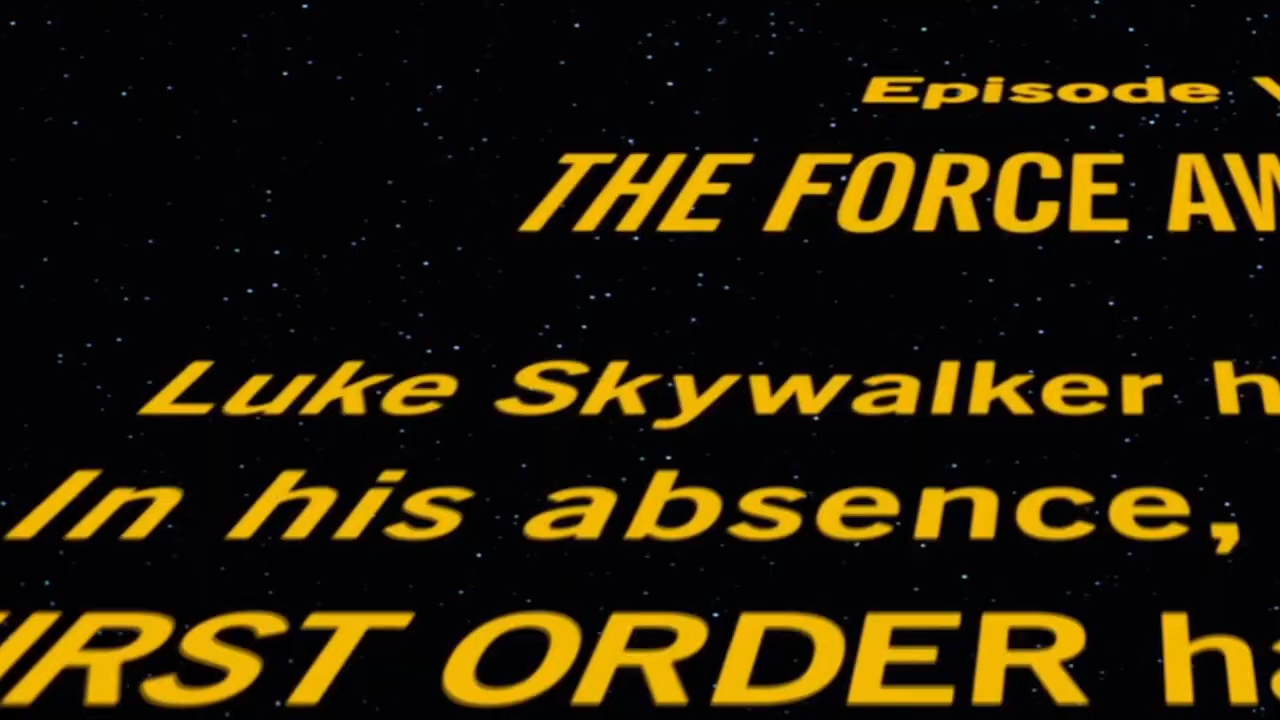 Episode
THE FORCE
Luke Skywalker
In his absence,
ORDER